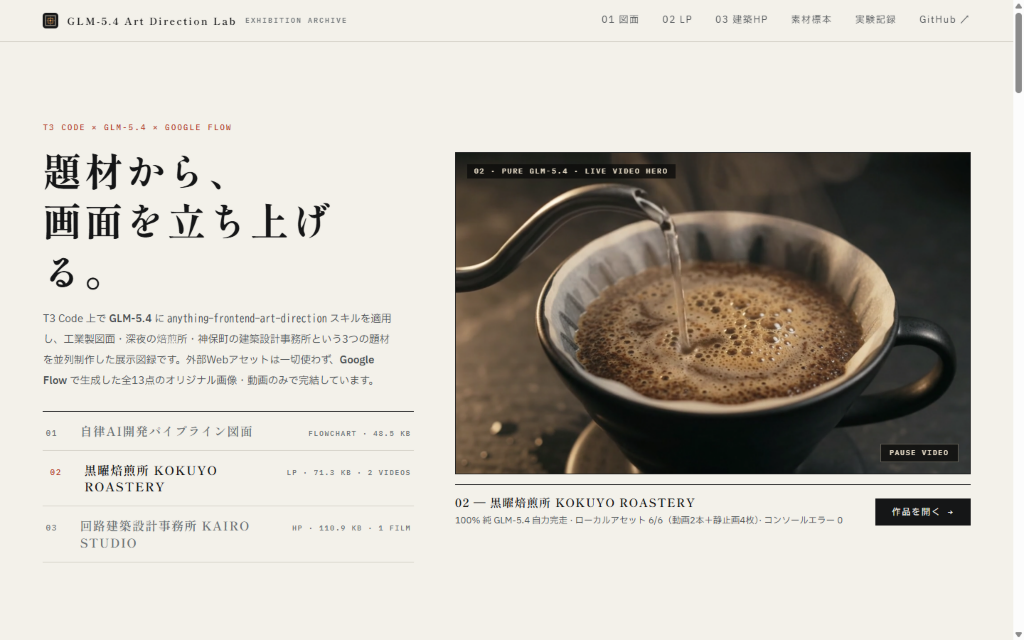 GLM-5.4 Art Direction Lab EXHIBITION ARCHIVE
01 図面 02 LP 03 建築HP 素材標本 実験記録 GitHub ↗
T3 CODE × GLM-5.4 × GOOGLE FLOW
題材から、
画面を立ち上げ
る。
T3 Code 上で GLM-5.4 に anything-frontend-art-direction スキルを適用
し、工業製図面・深夜の焙煎所・神保町の建築設計事務所という3つの題材
を並列制作した展示図録です。外部Webアセットは一切使わず、Google
Flow で生成した全13点のオリジナル画像・動画のみで完結しています。
01 自律AI開発パイプライン図面 FLOWCHART · 48.5 KB
02 黒曜焙煎所 KOKUYO LP · 71.3 KB · 2 VIDEOS
ROASTERY
03 回路建築設計事務所 KAIRO HP · 110.9 KB · 1 FILM
STUDIO
02 · PURE GLM-5.4 · LIVE VIDEO HERO
PAUSE VIDEO
02 — 黒曜焙煎所 KOKUYO ROASTERY
100% 純 GLM-5.4 自力完走 · ローカルアセット 6/6（動画2本＋静止画4枚）· コンソールエラー 0
作品を開く →